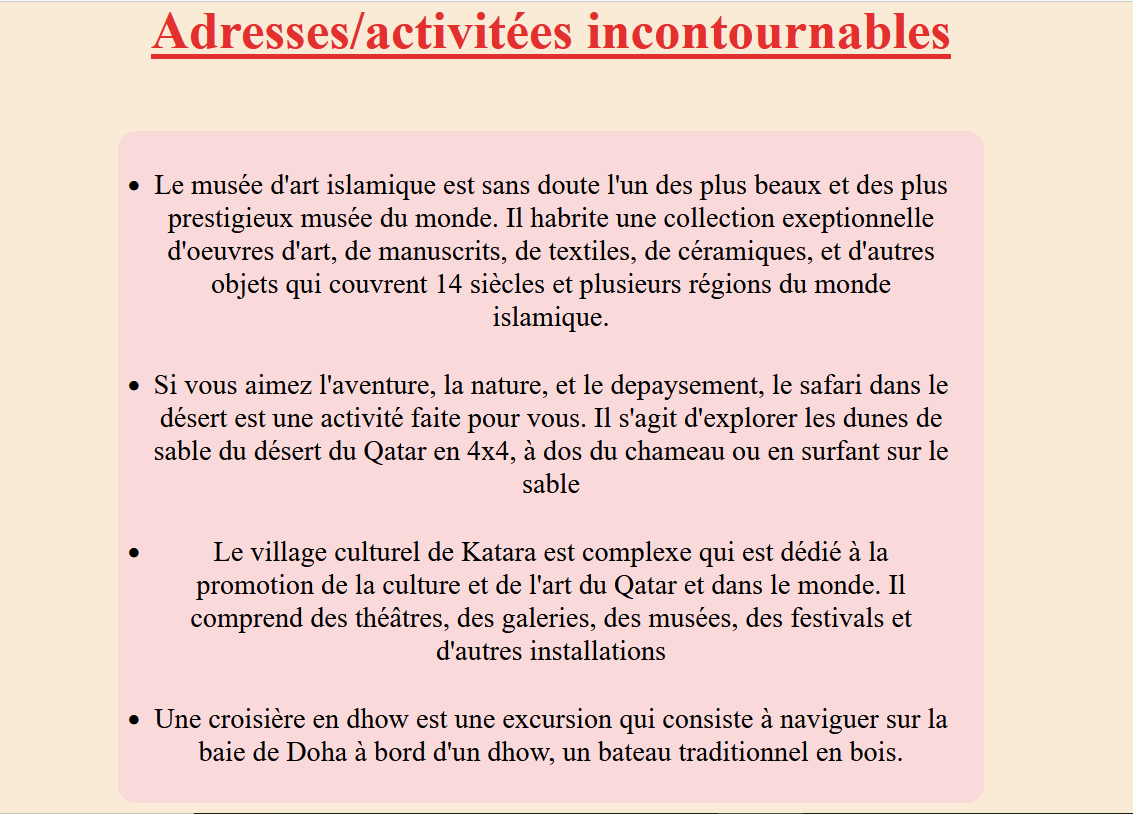 Adresses/activitées incontournables
• Le musée d'art islamique est sans doute l'un des plus beaux et des plus
prestigieux musée du monde. Il habrite une collection exeptionnelle
d'oeuvres d'art, de manuscrits, de textiles, de céramiques, et d'autres
objets qui couvrent 14 siècles et plusieurs régions du monde
islamique.
• Si vous aimez l'aventure, la nature, et le depaysement, le safari dans le
désert est une activité faite pour vous. Il s'agit d'explorer les dunes de
sable du désert du Qatar en 4x4, à dos du chameau ou en surfant sur le
sable
• Le village culturel de Katara est complexe qui est dédié à la
promotion de la culture et de l'art du Qatar et dans le monde. Il
comprend des théâtres, des galeries, des musées, des festivals et
d'autres installations
• Une croisière en dhow est une excursion qui consiste à naviguer sur la
baie de Doha à bord d'un dhow, un bateau traditionnel en bois.